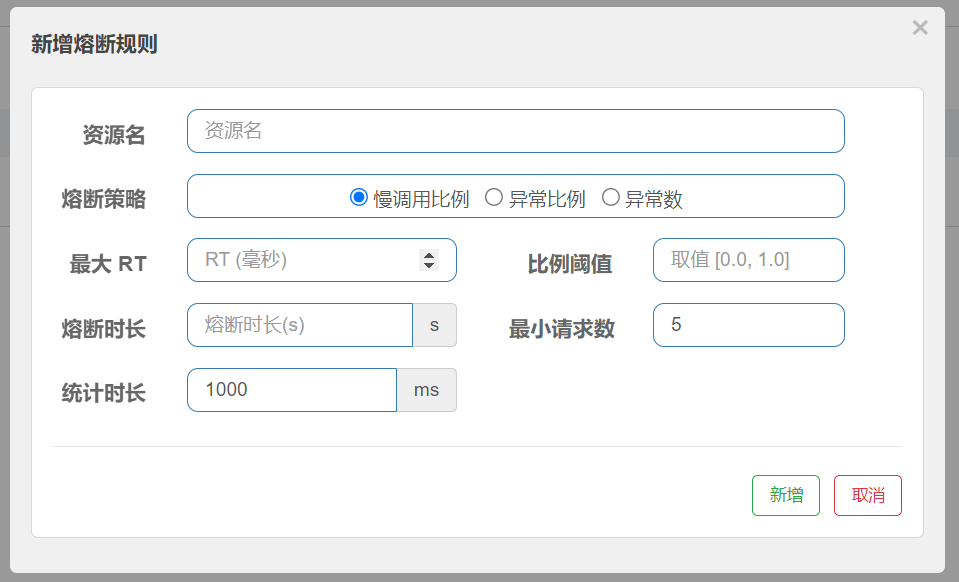 新增熔断规则
×
资源名 资源名
熔断策略 慢调用比例 异常比例 异常数
最大 RT RT (毫秒) 比例阈值 取值 [0.0, 1.0]
熔断时长 熔断时长(s) s 最小请求数 5
统计时长 1000 ms
新增 取消